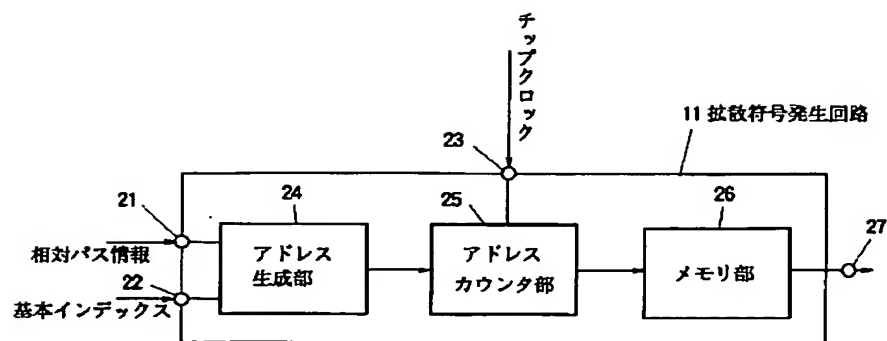 チップクロック
11 拡散符号発生回路
23
21
24
25
26
27
相対パス情報
アドレス
生成部
アドレス
カウンタ部
メモリ部
22
基本インデックス